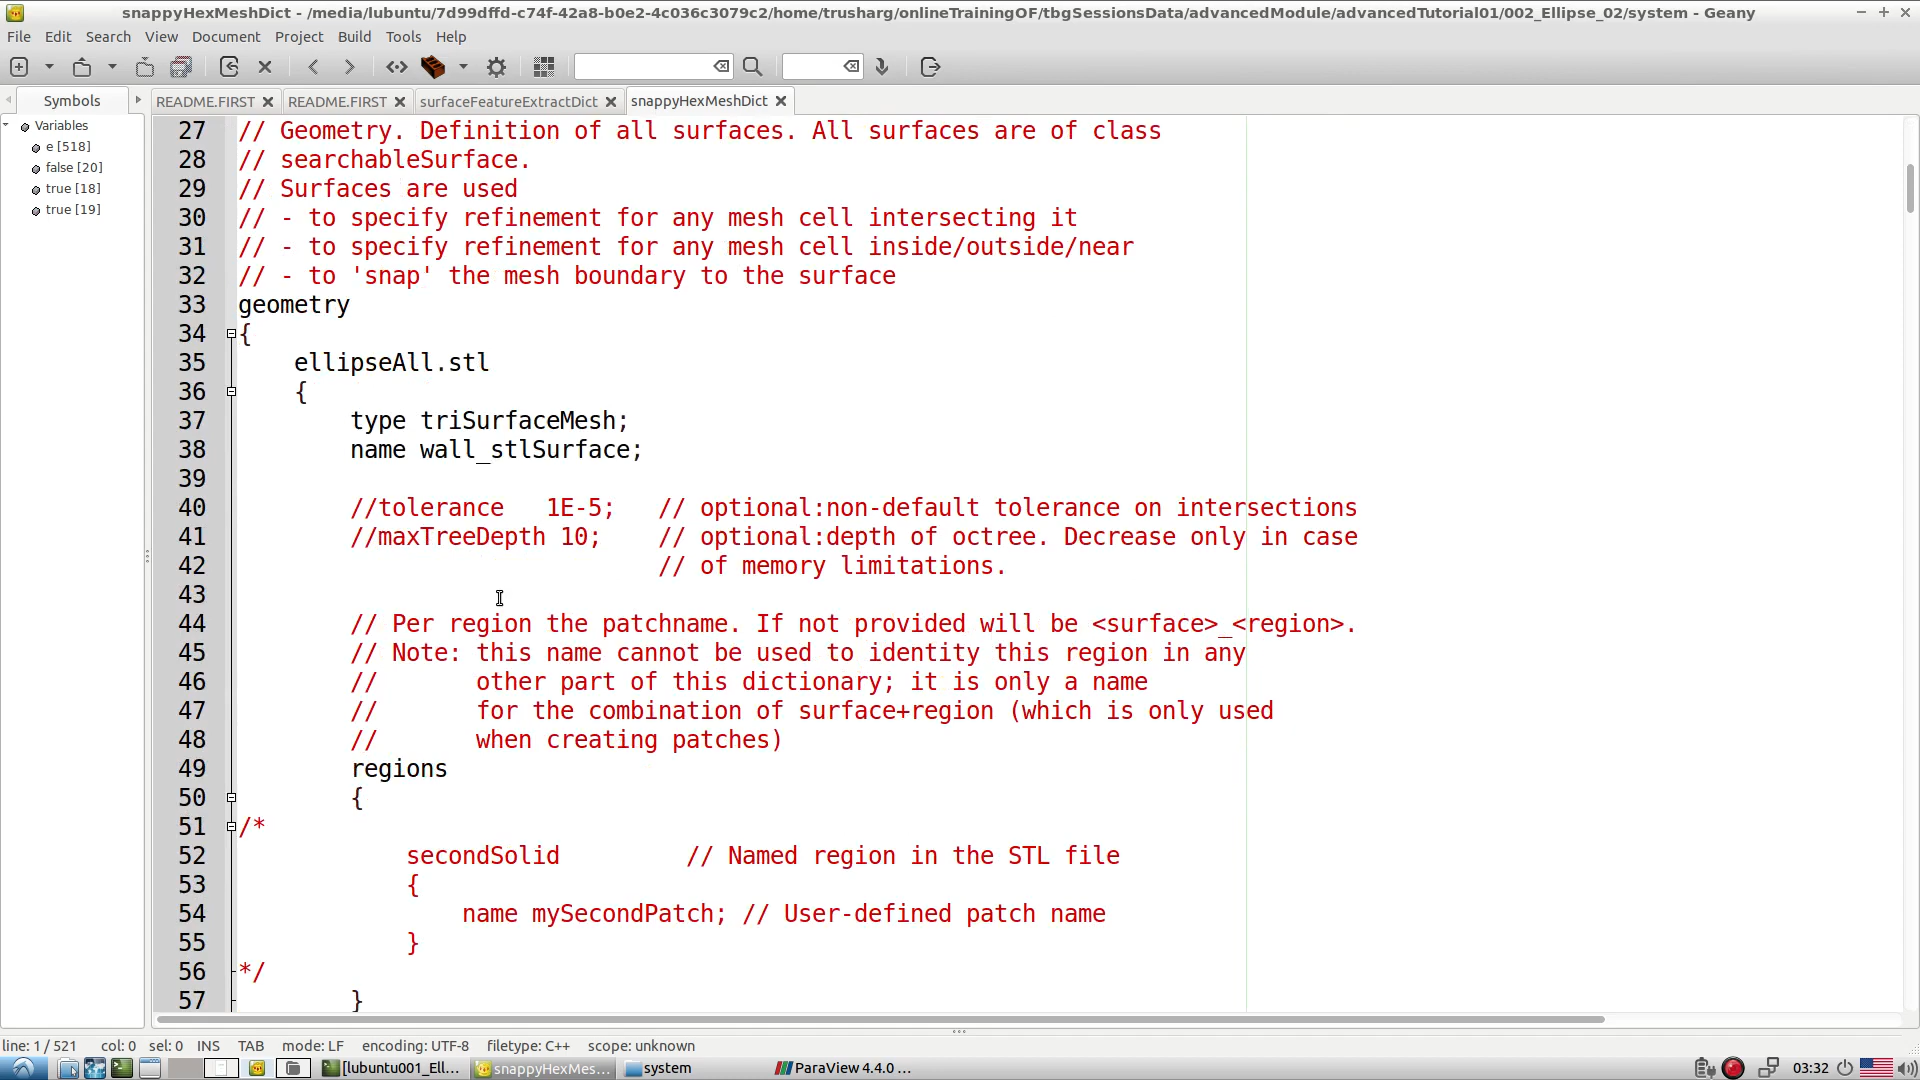 snappyHexMeshDict - /media/lubuntu/7d99dffd-c74f-42a8-b0e2-4c036c3079c2/home/trusharg/onlineTrainingOF/tbgSessionsData/advancedModule/advancedTutorial01/002_Ellipse_02/system - Geany
File Edit Search View Document Project Build Tools Help
Symbols README.FIRST README.FIRST surfaceFeatureExtractDict snappyHexMeshDict
Variables
e [518]
false [20]
true [18]
true [19]
27 // Geometry. Definition of all surfaces. All surfaces are of class
28 // searchableSurface.
29 // Surfaces are used
30 // - to specify refinement for any mesh cell intersecting it
31 // - to specify refinement for any mesh cell inside/outside/near
32 // - to 'snap' the mesh boundary to the surface
33 geometry
34 {
35 ellipseAll.stl
36 {
37 type triSurfaceMesh;
38 name wall_stlSurface;
39
40 //tolerance 1E-5; // optional:non-default tolerance on intersections
41 //maxTreeDepth 10; // optional:depth of octree. Decrease only in case
42 // of memory limitations.
43
44 // Per region the patchname. If not provided will be <surface>_<region>.
45 // Note: this name cannot be used to identity this region in any
46 // other part of this dictionary; it is only a name
47 // for the combination of surface+region (which is only used
48 // when creating patches)
49 regions
50 {
51 /*
52 secondSolid // Named region in the STL file
53 {
54 name mySecondPatch; // User-defined patch name
55 }
56 */
57 }
line: 1 / 521 col: 0 sel: 0 INS TAB mode: LF encoding: UTF-8 filetype: C++ scope: unknown
[lubuntu001_Ell... snappyHexMes... system ParaView 4.4.0 ... 03:32